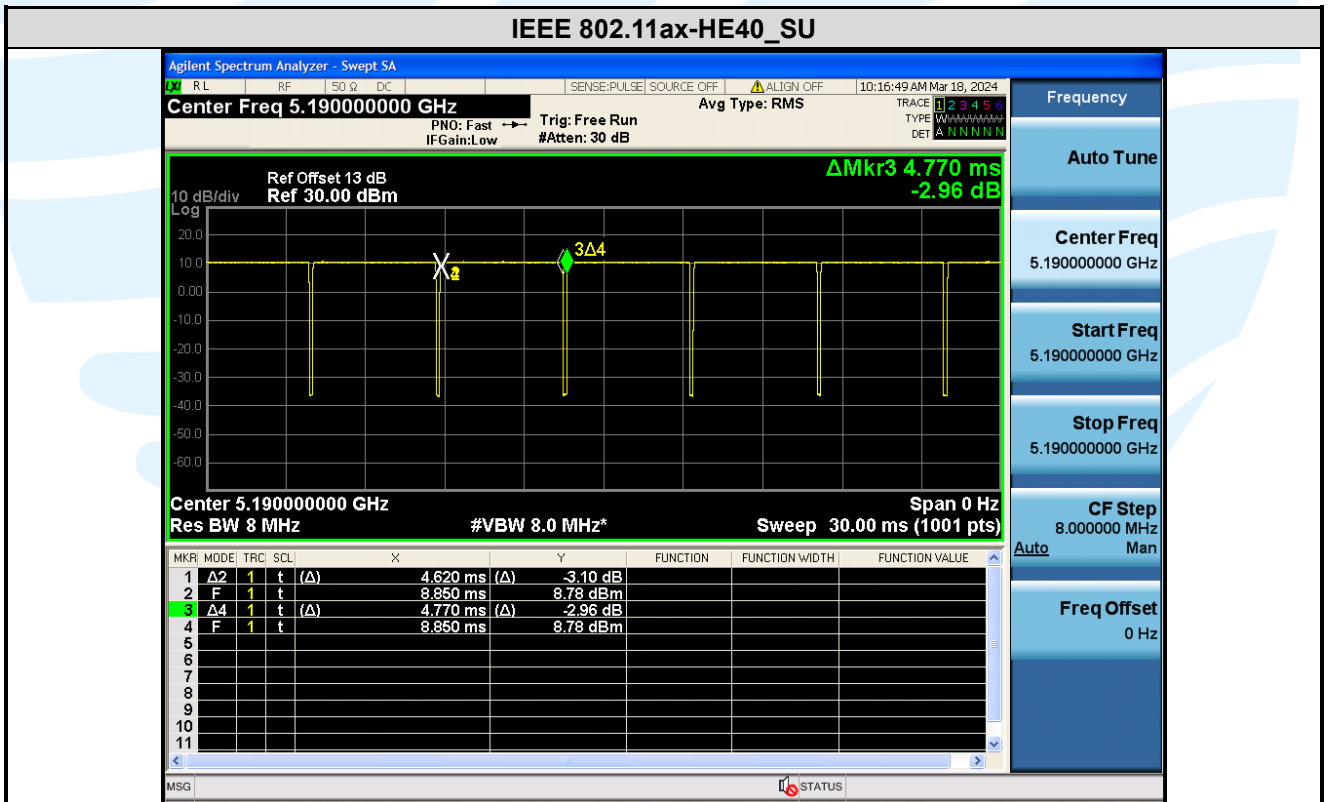 IEEE 802.11ax-HE40_SU
Agilent Spectrum Analyzer - Swept SA
LXI RL RF 50 Ω DC SENSE:PULSE SOURCE OFF ALIGN OFF 10:16:49 AM Mar 18, 2024
Center Freq 5.190000000 GHz
PNO: Fast
IFGain:Low
Trig: Free Run
#Atten: 30 dB
Avg Type: RMS
TRACE 1 2 3 4 5 6
TYPE WWWWWW
DET A N N N N N
ΔMkr3 4.770 ms
-2.96 dB
Ref Offset 13 dB
10 dB/div Ref 30.00 dBm
Log
20.0
10.0
0.00
-10.0
-20.0
-30.0
-40.0
-50.0
-60.0
3Δ4
Center 5.190000000 GHz Span 0 Hz
Res BW 8 MHz #VBW 8.0 MHz* Sweep 30.00 ms (1001 pts)
MKR MODE TRC SCL X Y FUNCTION FUNCTION WIDTH FUNCTION VALUE
1 Δ2 1 t (Δ) 4.620 ms (Δ) -3.10 dB
2 F 1 t 8.850 ms 8.78 dBm
3 Δ4 1 t (Δ) 4.770 ms (Δ) -2.96 dB
4 F 1 t 8.850 ms 8.78 dBm
5
6
7
8
9
10
11
MSG STATUS
Frequency
Auto Tune
Center Freq
5.190000000 GHz
Start Freq
5.190000000 GHz
Stop Freq
5.190000000 GHz
CF Step
8.000000 MHz
Auto Man
Freq Offset
0 Hz